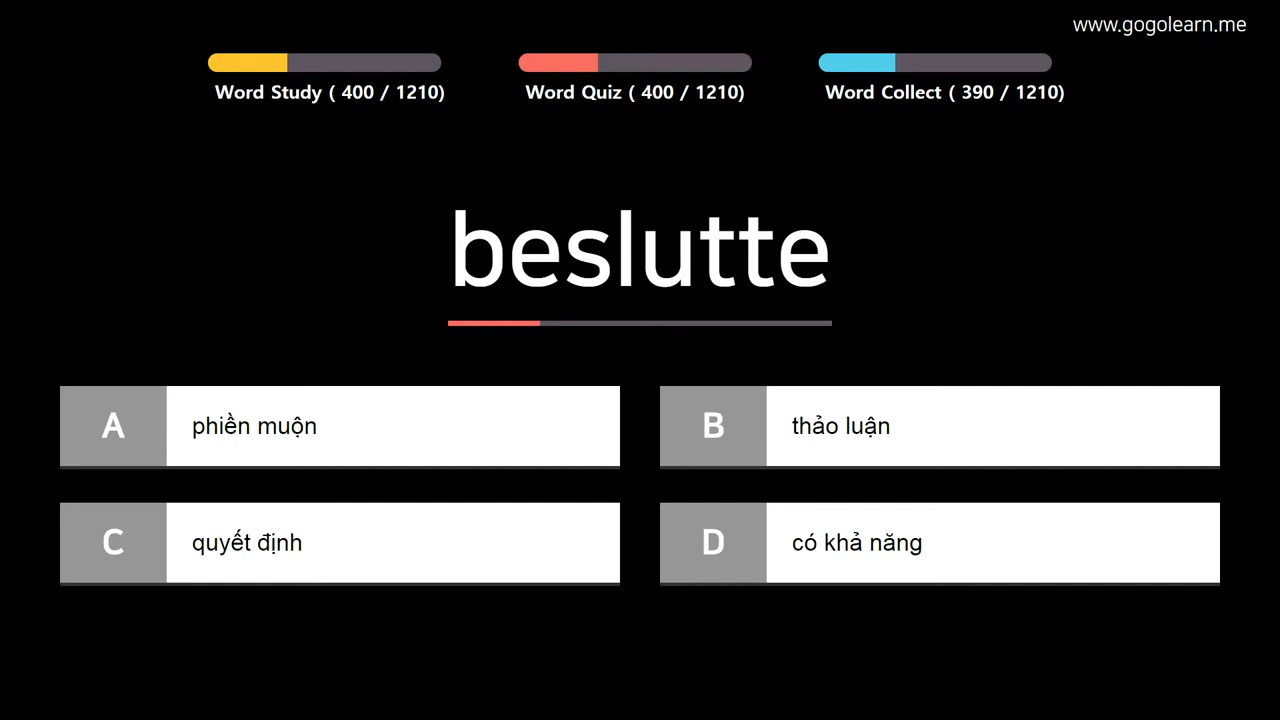 www.gogolearn.me
Word Study ( 400 / 1210)
Word Quiz ( 400 / 1210)
Word Collect ( 390 / 1210)
beslutte
A phiền muộn
B thảo luận
C quyết định
D có khả năng